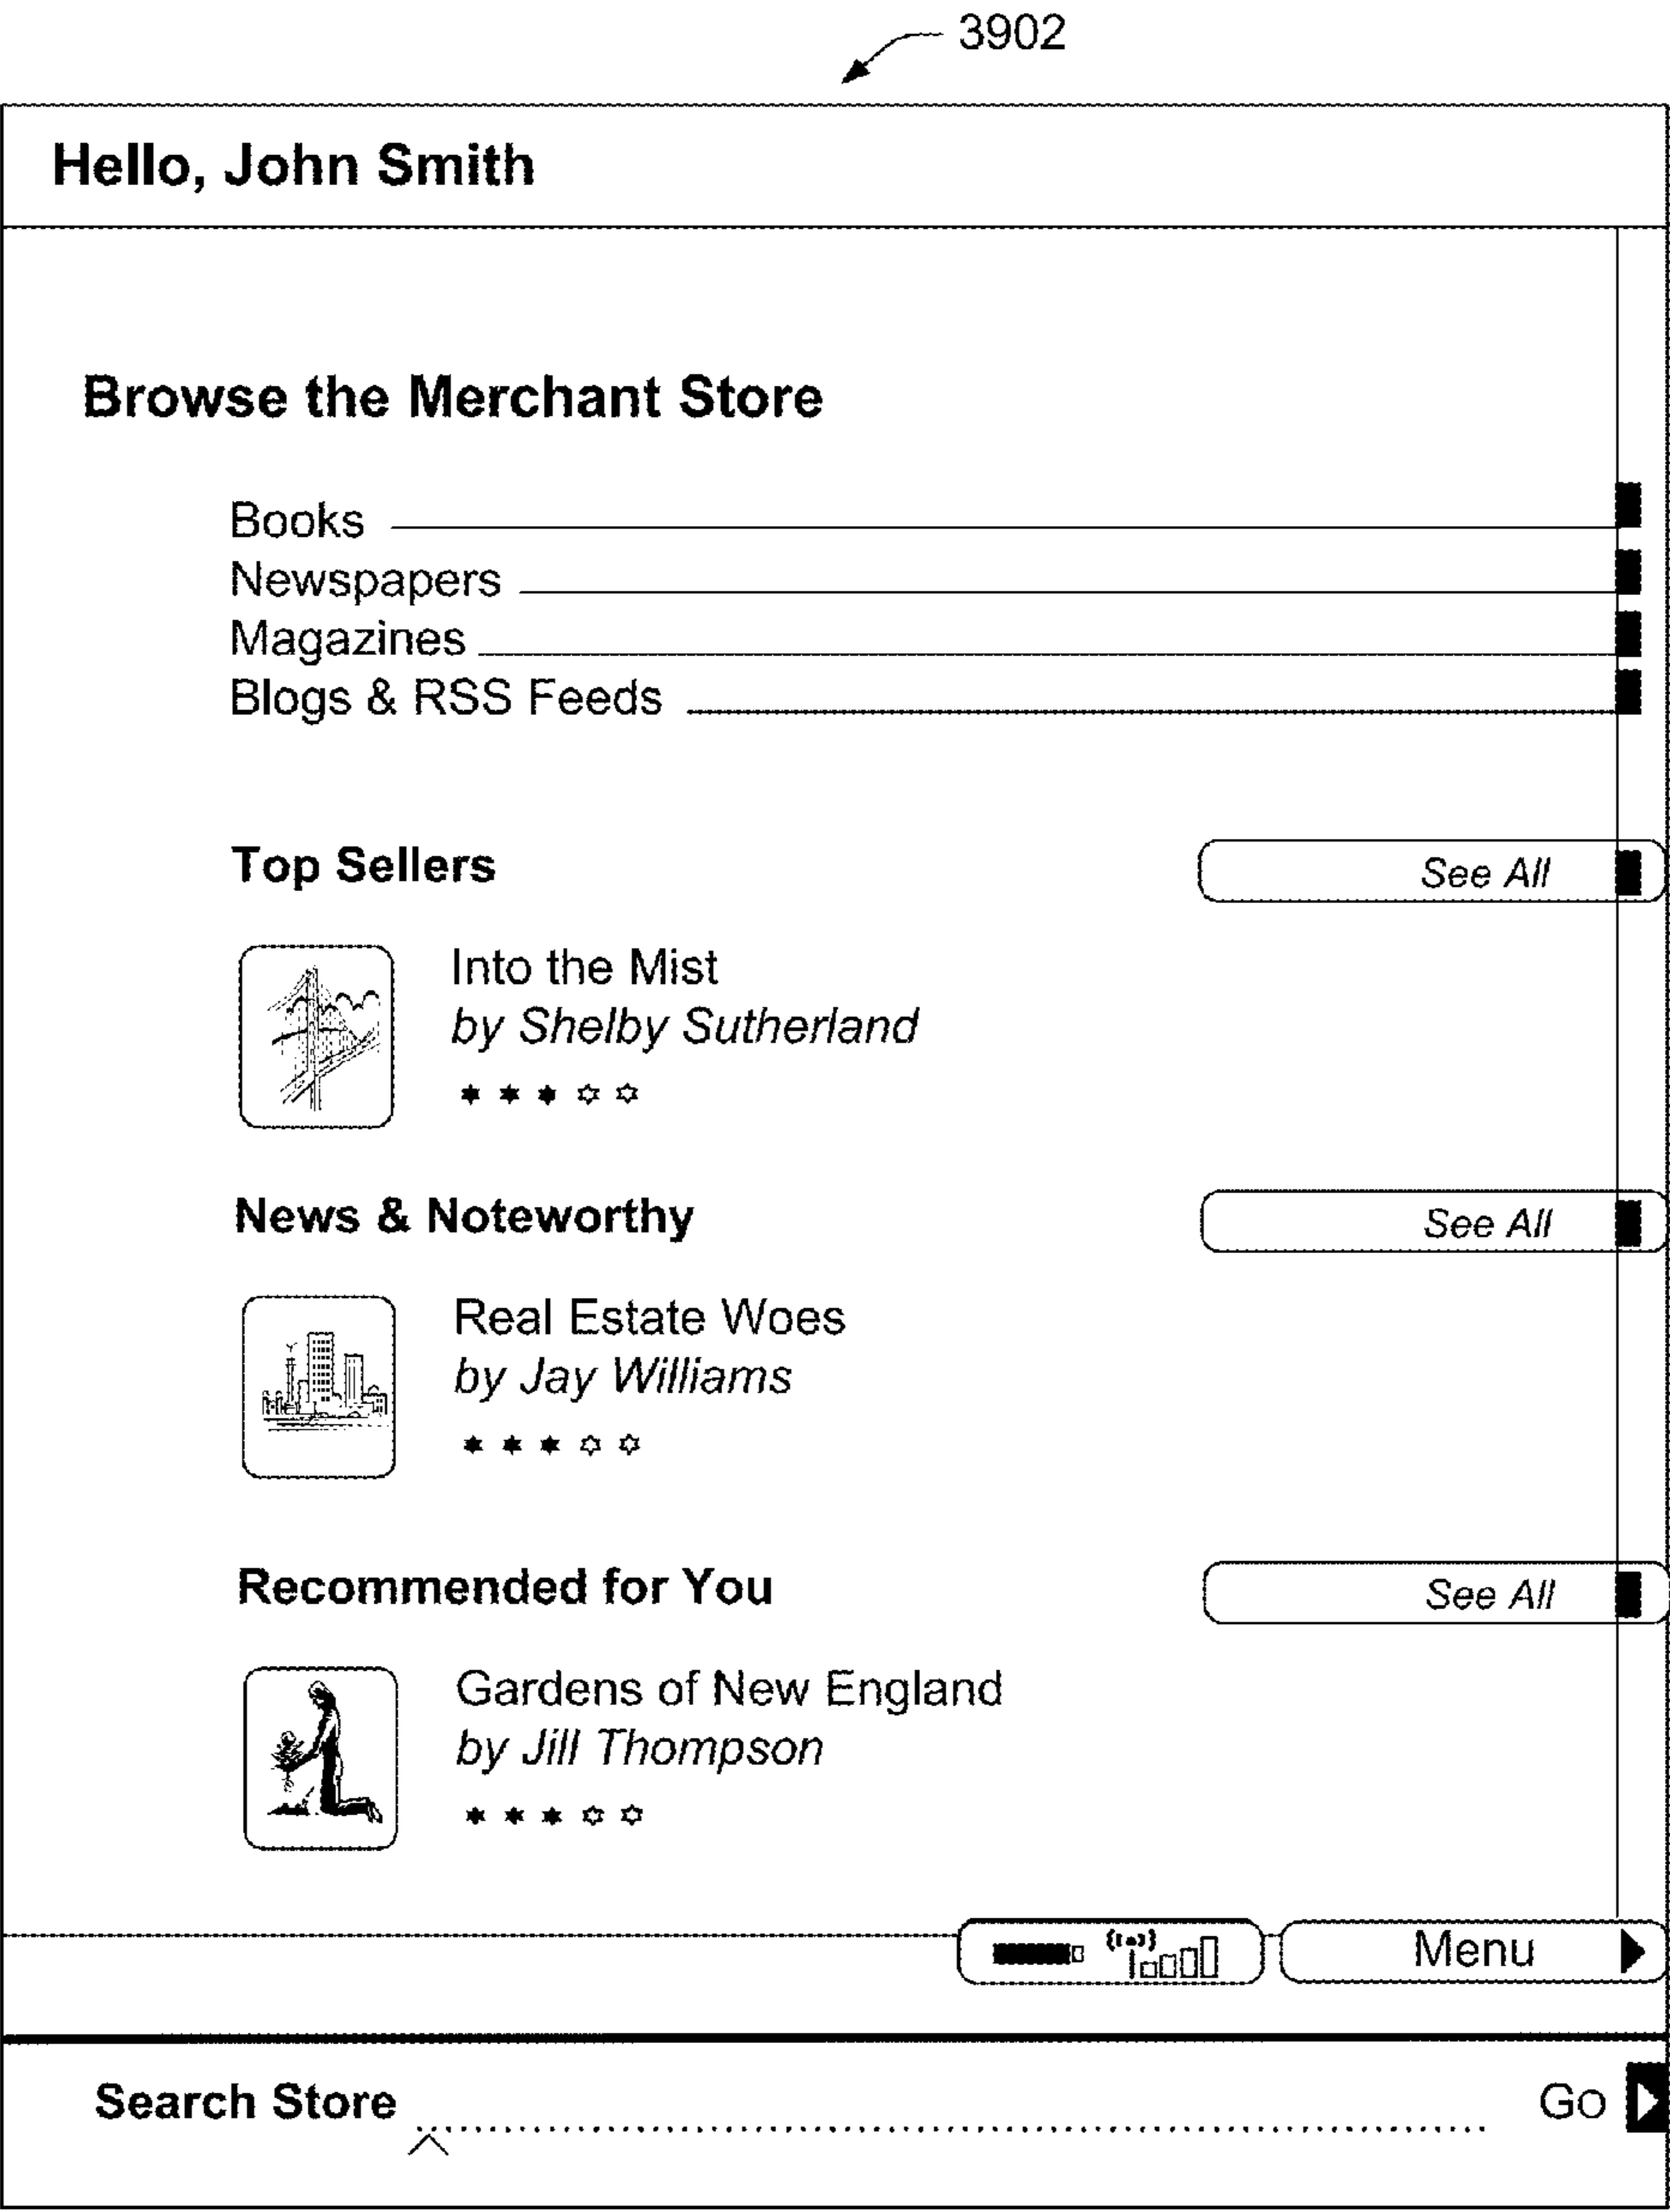 3902
Hello, John Smith
Browse the Merchant Store
Books
Newspapers
Magazines
Blogs & RSS Feeds
Top Sellers
See All
Into the Mist
by Shelby Sutherland
News & Noteworthy
See All
Real Estate Woes
by Jay Williams
Recommended for You
See All
Gardens of New England
by Jill Thompson
Menu
Search Store
Go